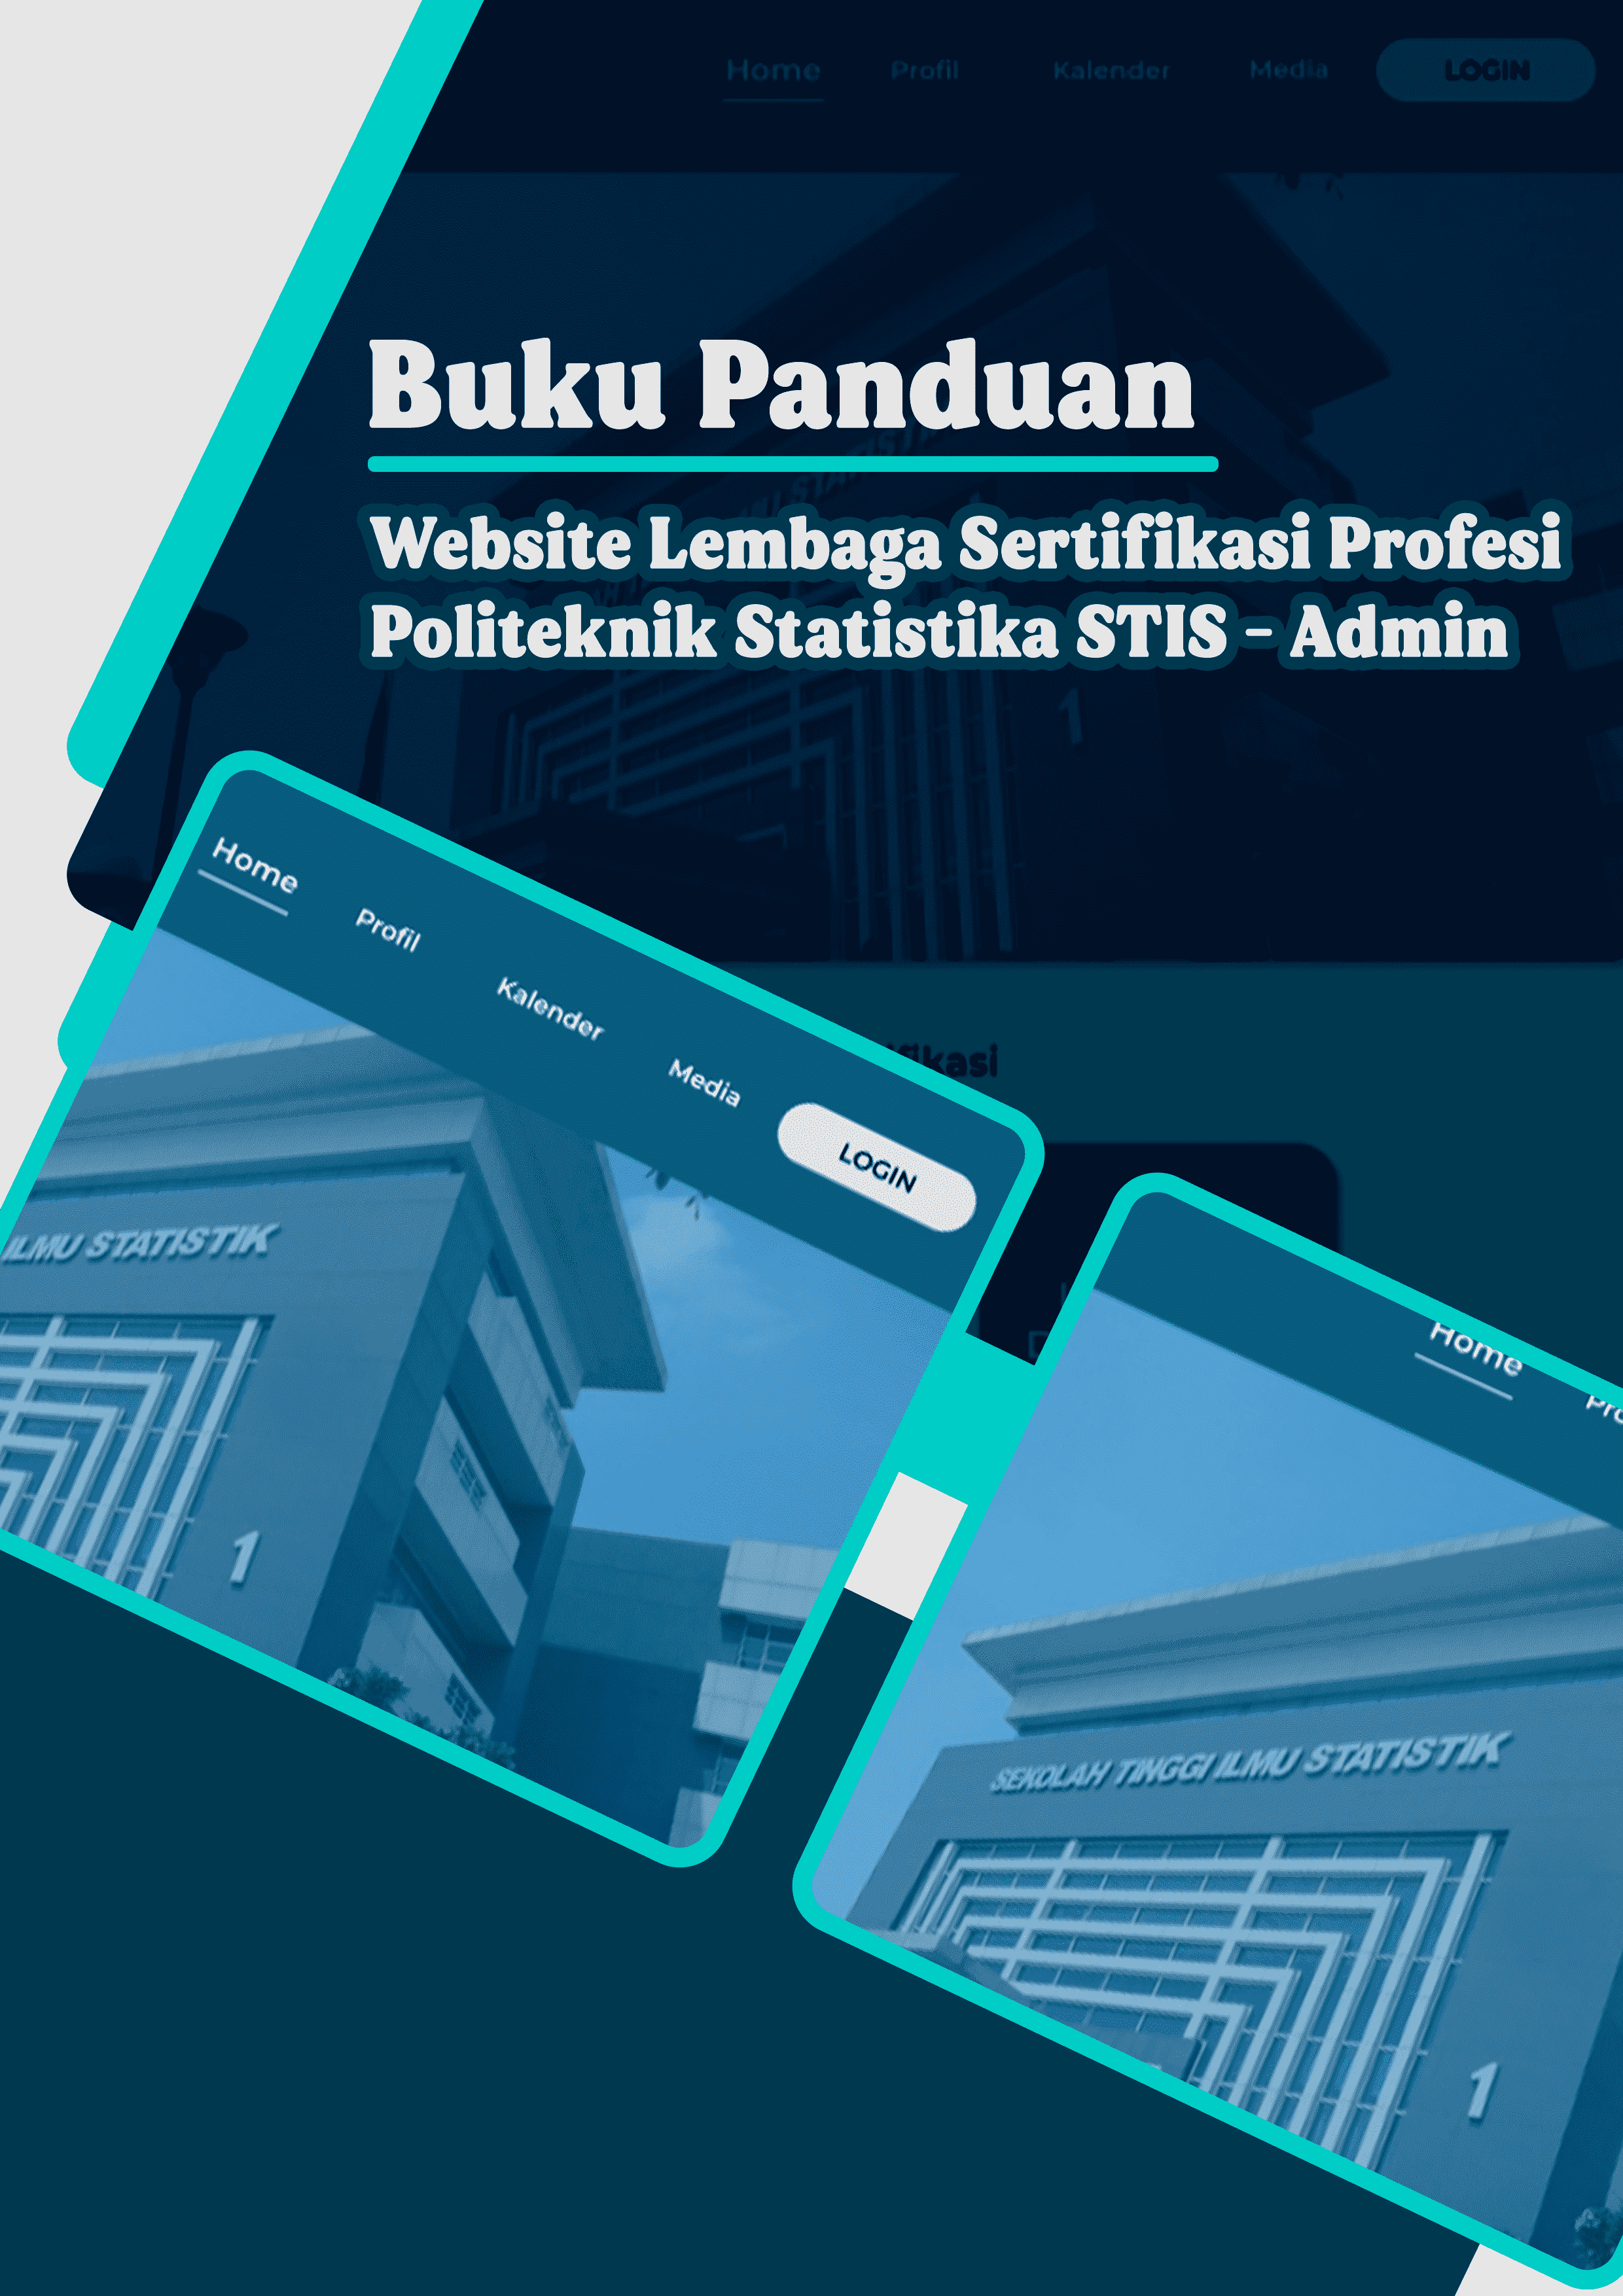 Home Profil Kalender Media LOGIN
Buku Panduan
Website Lembaga Sertifikasi Profesi
Politeknik Statistika STIS – Admin
1
Home Profil Kalender Media LOGIN
ILMU STATISTIK
1
Home
SEKOLAH TINGGI ILMU STATISTIK
1